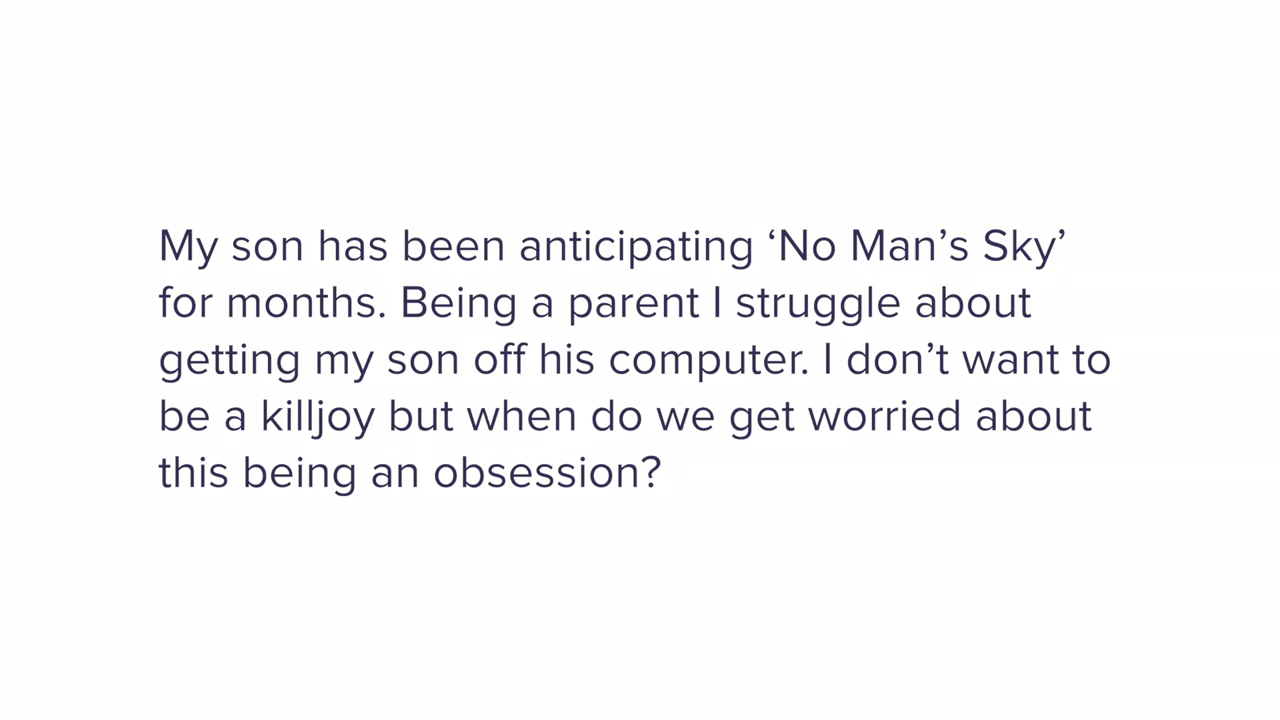 My son has been anticipating ‘No Man’s Sky’
for months. Being a parent I struggle about
getting my son off his computer. I don’t want to
be a killjoy but when do we get worried about
this being an obsession?